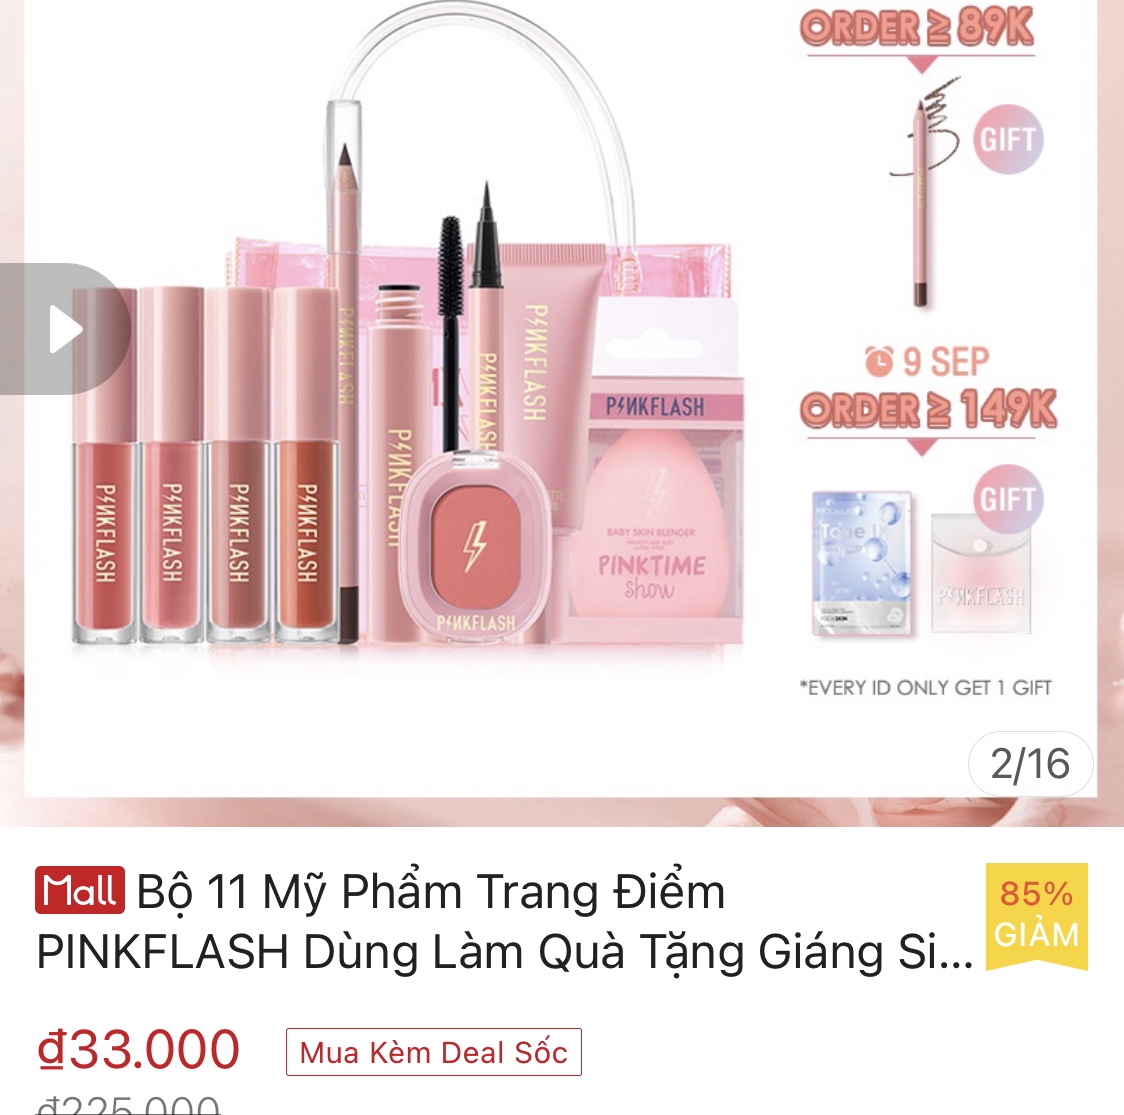 ORDER ≥ 89K
GIFT
9 SEP
ORDER ≥ 149K
GIFT
PINKFLASH
*EVERY ID ONLY GET 1 GIFT
PINKFLASH
PINKFLASH
PINKFLASH
PINKFLASH
PINKFLASH
PINKFLASH
PINKFLASH
PINKFLASH
PINKFLASH
PINKFLASH
BABY SKIN BLENDER
PINKTIME
show
2/16
Mall Bộ 11 Mỹ Phẩm Trang Điểm
PINKFLASH Dùng Làm Quà Tặng Giáng Si...
85%
GIẢM
₫33.000
Mua Kèm Deal Sốc
₫225.000